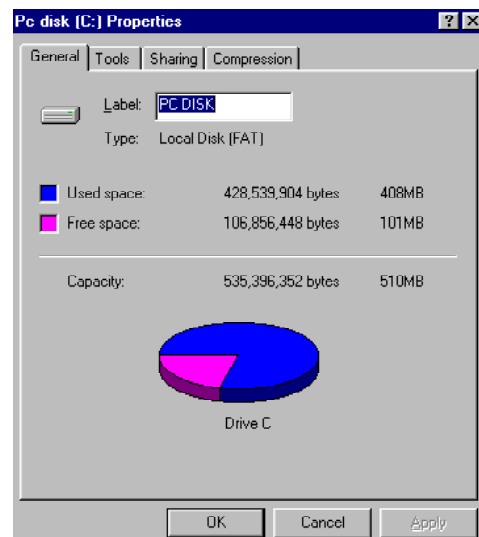 Pc disk (C:) Properties
General Tools Sharing Compression
Label: PC DISK
Type: Local Disk (FAT)
Used space: 428,539,904 bytes 408MB
Free space: 106,856,448 bytes 101MB
Capacity: 535,396,352 bytes 510MB
Drive C
OK Cancel Apply